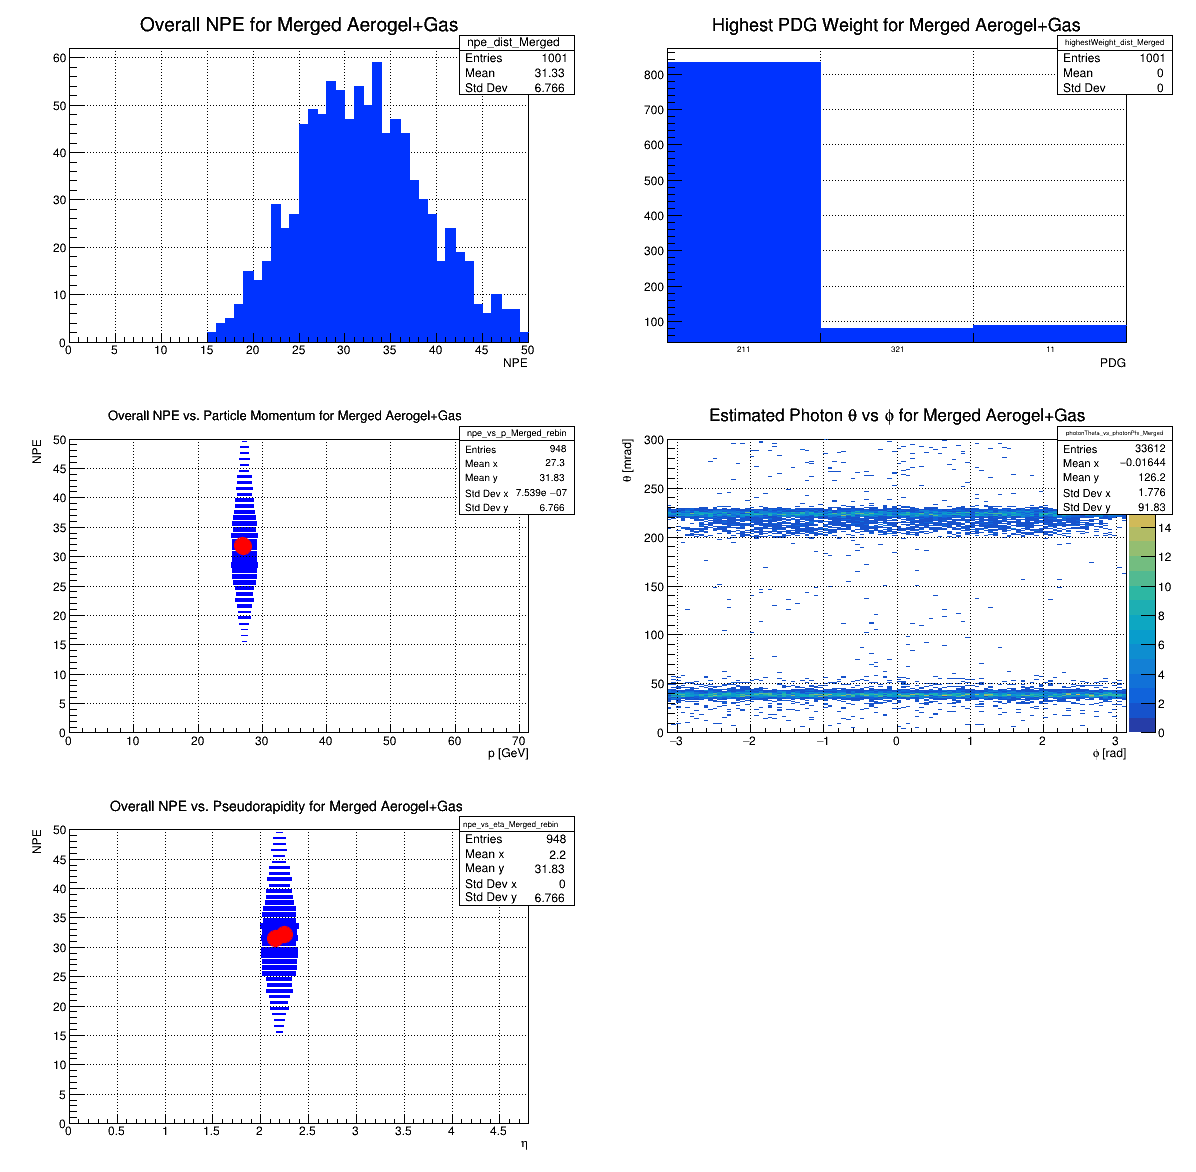 Overall NPE for Merged Aerogel+Gas
npe_dist_Merged
Entries 1001
Mean 31.33
Std Dev 6.766
60
50
40
30
20
10
0
0 5 10 15 20 25 30 35 40 45 50
NPE
Highest PDG Weight for Merged Aerogel+Gas
highestWeight_dist_Merged
Entries 1001
Mean 0
Std Dev 0
800
700
600
500
400
300
200
100
211 321 11
PDG
Overall NPE vs. Particle Momentum for Merged Aerogel+Gas
npe_vs_p_Merged_rebin
Entries 948
Mean x 27.3
Mean y 31.83
Std Dev x 7.539e −07
Std Dev y 6.766
NPE
50
45
40
35
30
25
20
15
10
5
0
0 10 20 30 40 50 60 70
p [GeV]
Estimated Photon θ vs ϕ for Merged Aerogel+Gas
photonTheta_vs_photonPhi_Merged
Entries 33612
Mean x −0.01644
Mean y 126.2
Std Dev x 1.776
Std Dev y 91.83
θ [mrad]
300
250
200
150
100
50
0
−3 −2 −1 0 1 2 3
ϕ [rad]
14
12
10
8
6
4
2
0
Overall NPE vs. Pseudorapidity for Merged Aerogel+Gas
npe_vs_eta_Merged_rebin
Entries 948
Mean x 2.2
Mean y 31.83
Std Dev x 0
Std Dev y 6.766
NPE
50
45
40
35
30
25
20
15
10
5
0
0 0.5 1 1.5 2 2.5 3 3.5 4 4.5
η